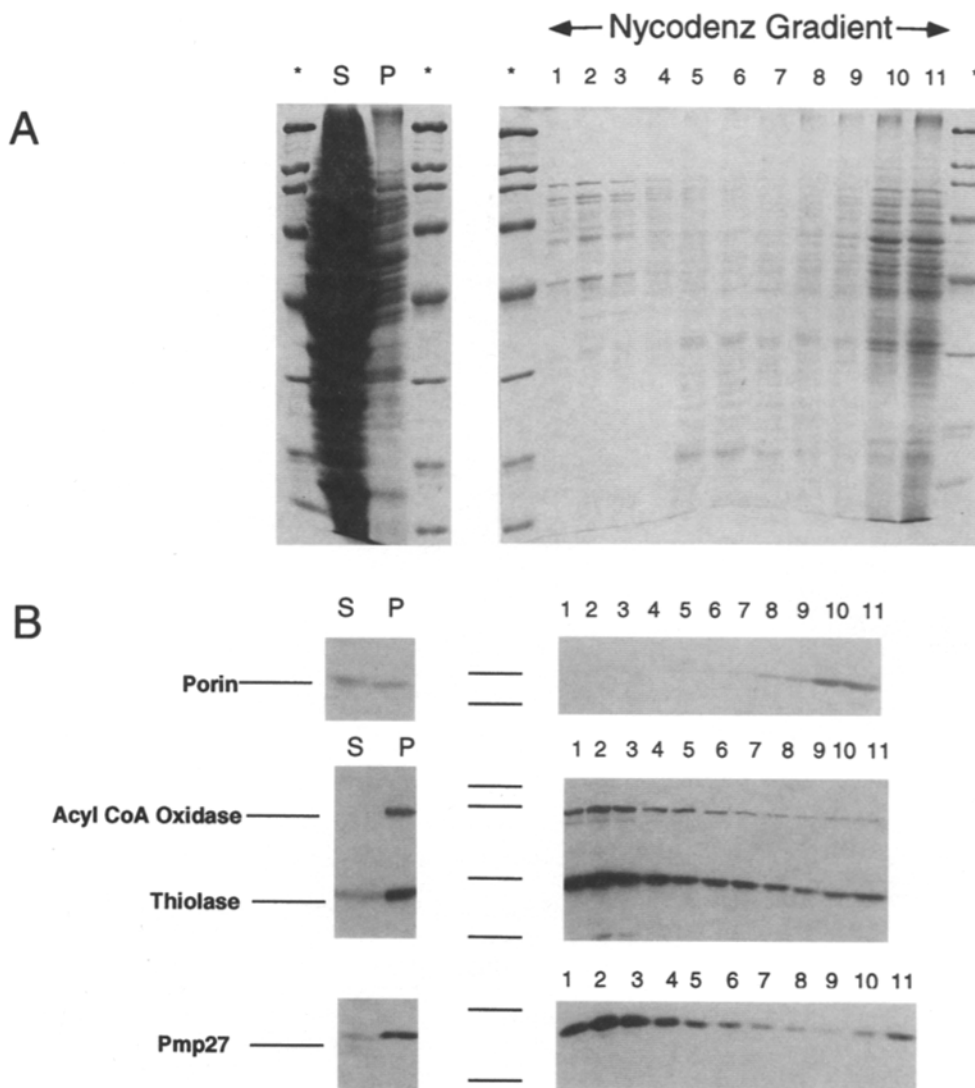 Nycodenz Gradient
* S P * * 1 2 3 4 5 6 7 8 9 10 11 *
A
B
S P 1 2 3 4 5 6 7 8 9 10 11
Porin
S P 1 2 3 4 5 6 7 8 9 10 11
Acyl CoA Oxidase
Thiolase
1 2 3 4 5 6 7 8 9 10 11
Pmp27